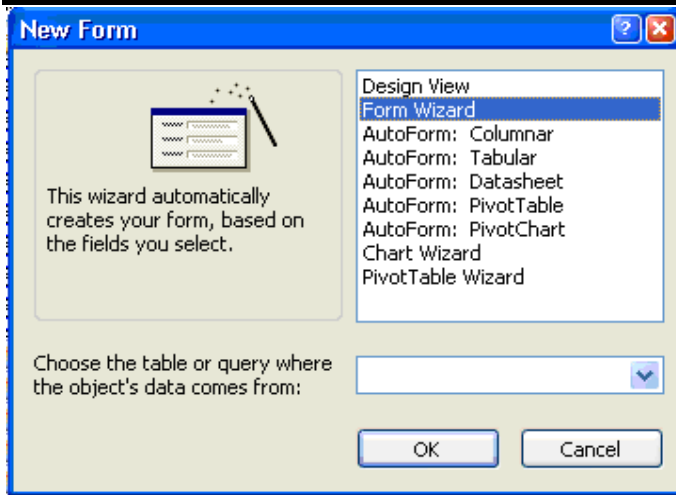 New Form
This wizard automatically
creates your form, based on
the fields you select.
Design View
Form Wizard
AutoForm: Columnar
AutoForm: Tabular
AutoForm: Datasheet
AutoForm: PivotTable
AutoForm: PivotChart
Chart Wizard
PivotTable Wizard
Choose the table or query where
the object's data comes from:
OK
Cancel